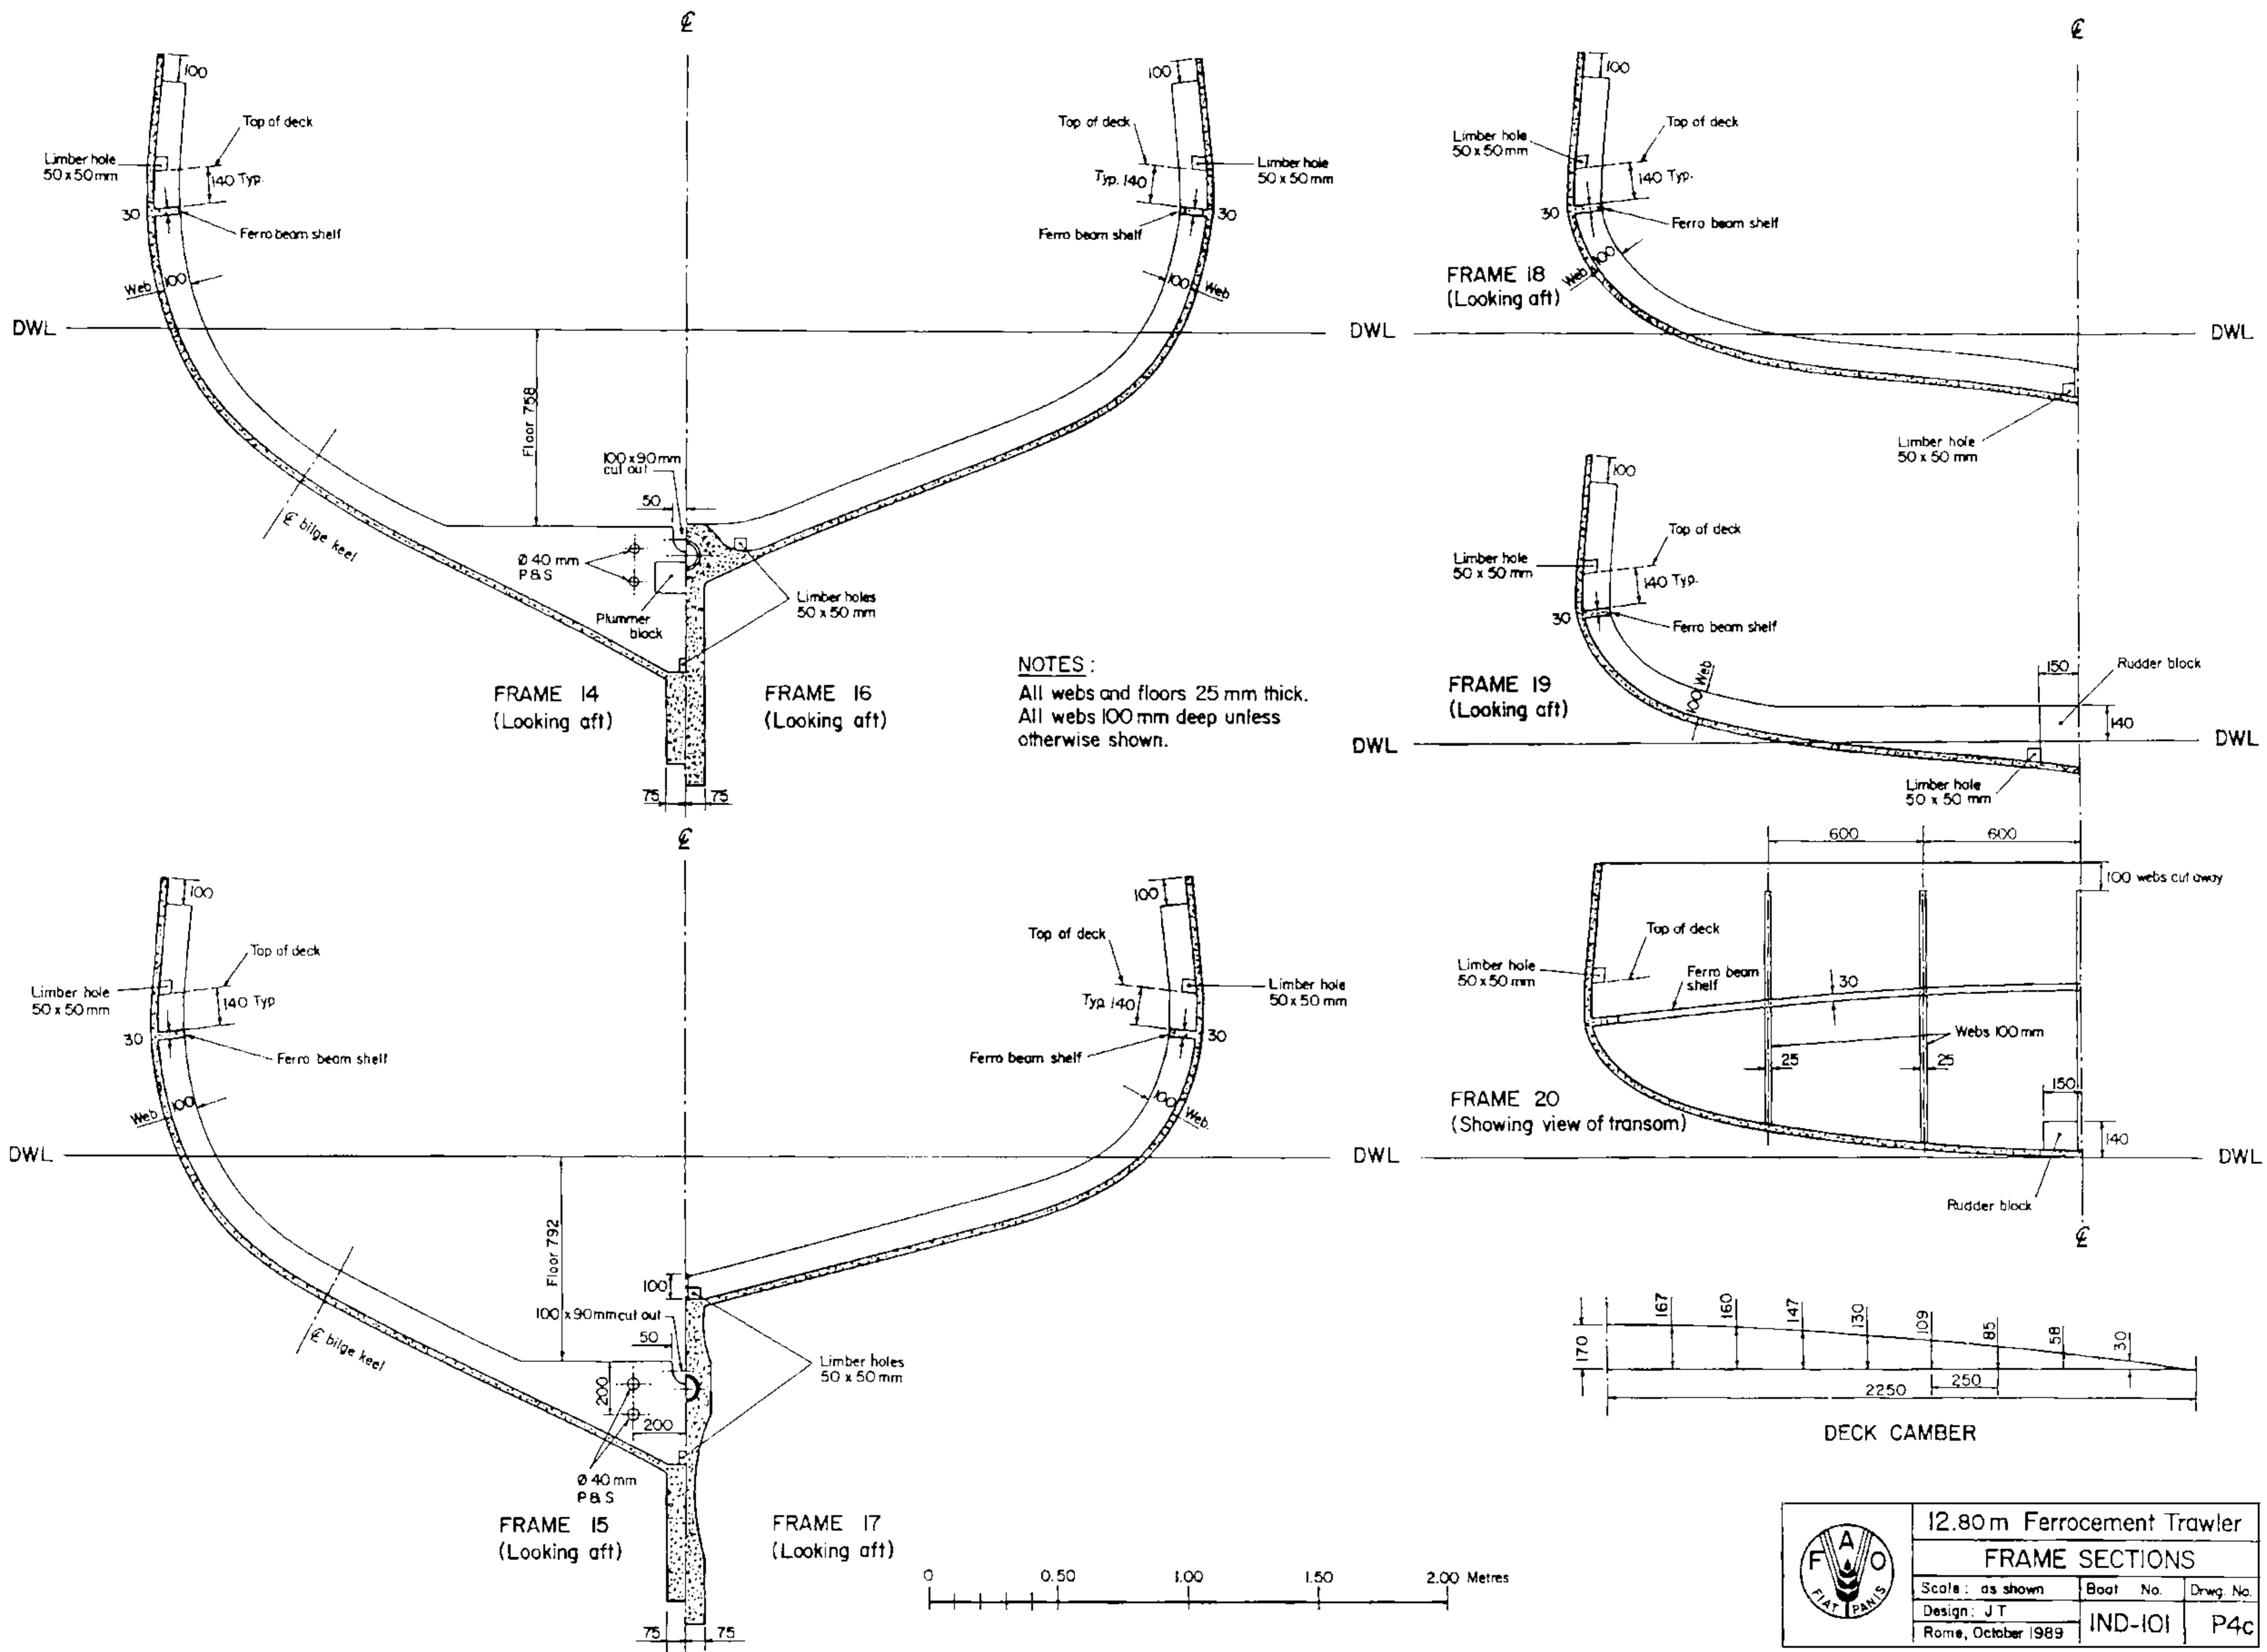 ℄
100
Top of deck
Limber hole
50 x 50 mm
140 Typ.
30
Ferro beam shelf
Web
100
DWL
Floor 758
100 x 90 mm
cut out
50
℄ bilge keel
Ø 40 mm
P & S
Plummer
block
FRAME 14
(Looking aft)
75
100
Top of deck
Limber hole
50 x 50 mm
Typ. 140
30
Ferro beam shelf
100
Web
DWL
Limber holes
50 x 50 mm
FRAME 16
(Looking aft)
75
NOTES :
All webs and floors 25 mm thick.
All webs 100 mm deep unless
otherwise shown.
℄
100
Top of deck
Limber hole
50 x 50 mm
140 Typ.
30
Ferro beam shelf
Web
100
FRAME 18
(Looking aft)
DWL
Limber hole
50 x 50 mm
100
Top of deck
Limber hole
50 x 50 mm
140 Typ.
30
Ferro beam shelf
100 Web
FRAME 19
(Looking aft)
150
Rudder block
140
DWL
DWL
Limber hole
50 x 50 mm
℄
100
Top of deck
Limber hole
50 x 50 mm
140 Typ
30
Ferro beam shelf
Web
100
DWL
Floor 792
100
100 x 90 mm cut out
50
℄ bilge keel
200
200
Ø 40 mm
P & S
FRAME 15
(Looking aft)
75
100
Top of deck
Limber hole
50 x 50 mm
Typ. 140
30
Ferro beam shelf
100
Web.
DWL
Limber holes
50 x 50 mm
FRAME 17
(Looking aft)
75
600
600
100 webs cut away
Top of deck
Limber hole
50 x 50 mm
Ferro beam
shelf
30
Webs 100 mm
25
25
FRAME 20
(Showing view of transom)
150
140
DWL
Rudder block
℄
170
167
160
147
130
109
85
58
30
250
2250
DECK CAMBER
0
0.50
1.00
1.50
2.00 Metres
F A O
FIAT PANIS
12.80 m Ferrocement Trawler
FRAME SECTIONS
Scale : as shown
Boat No.
Drwg. No.
Design : J T
Rome, October 1989
IND-101
P4c